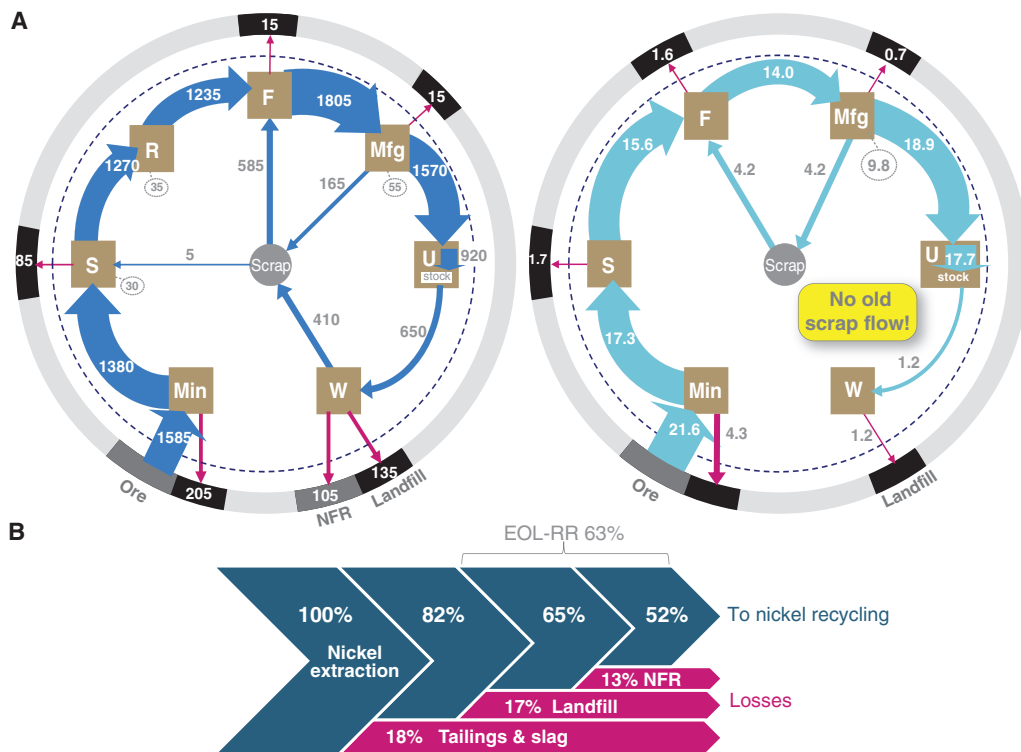 A
15
15
1235
F
1805
R
Mfg
1270
35
585
165
55
1570
85
S
30
5
Scrap
U
920
stock
410
650
1380
Min
W
1585
Ore
205
105
NFR
135
Landfill
1.6
0.7
14.0
F
Mfg
15.6
4.2
4.2
9.8
18.9
1.7
S
Scrap
U
17.7
stock
No old
scrap flow!
17.3
Min
W
1.2
21.6
4.3
1.2
Ore
Landfill
B
EOL-RR 63%
100%
82%
65%
52%
To nickel recycling
Nickel
extraction
13% NFR
17% Landfill
Losses
18% Tailings & slag